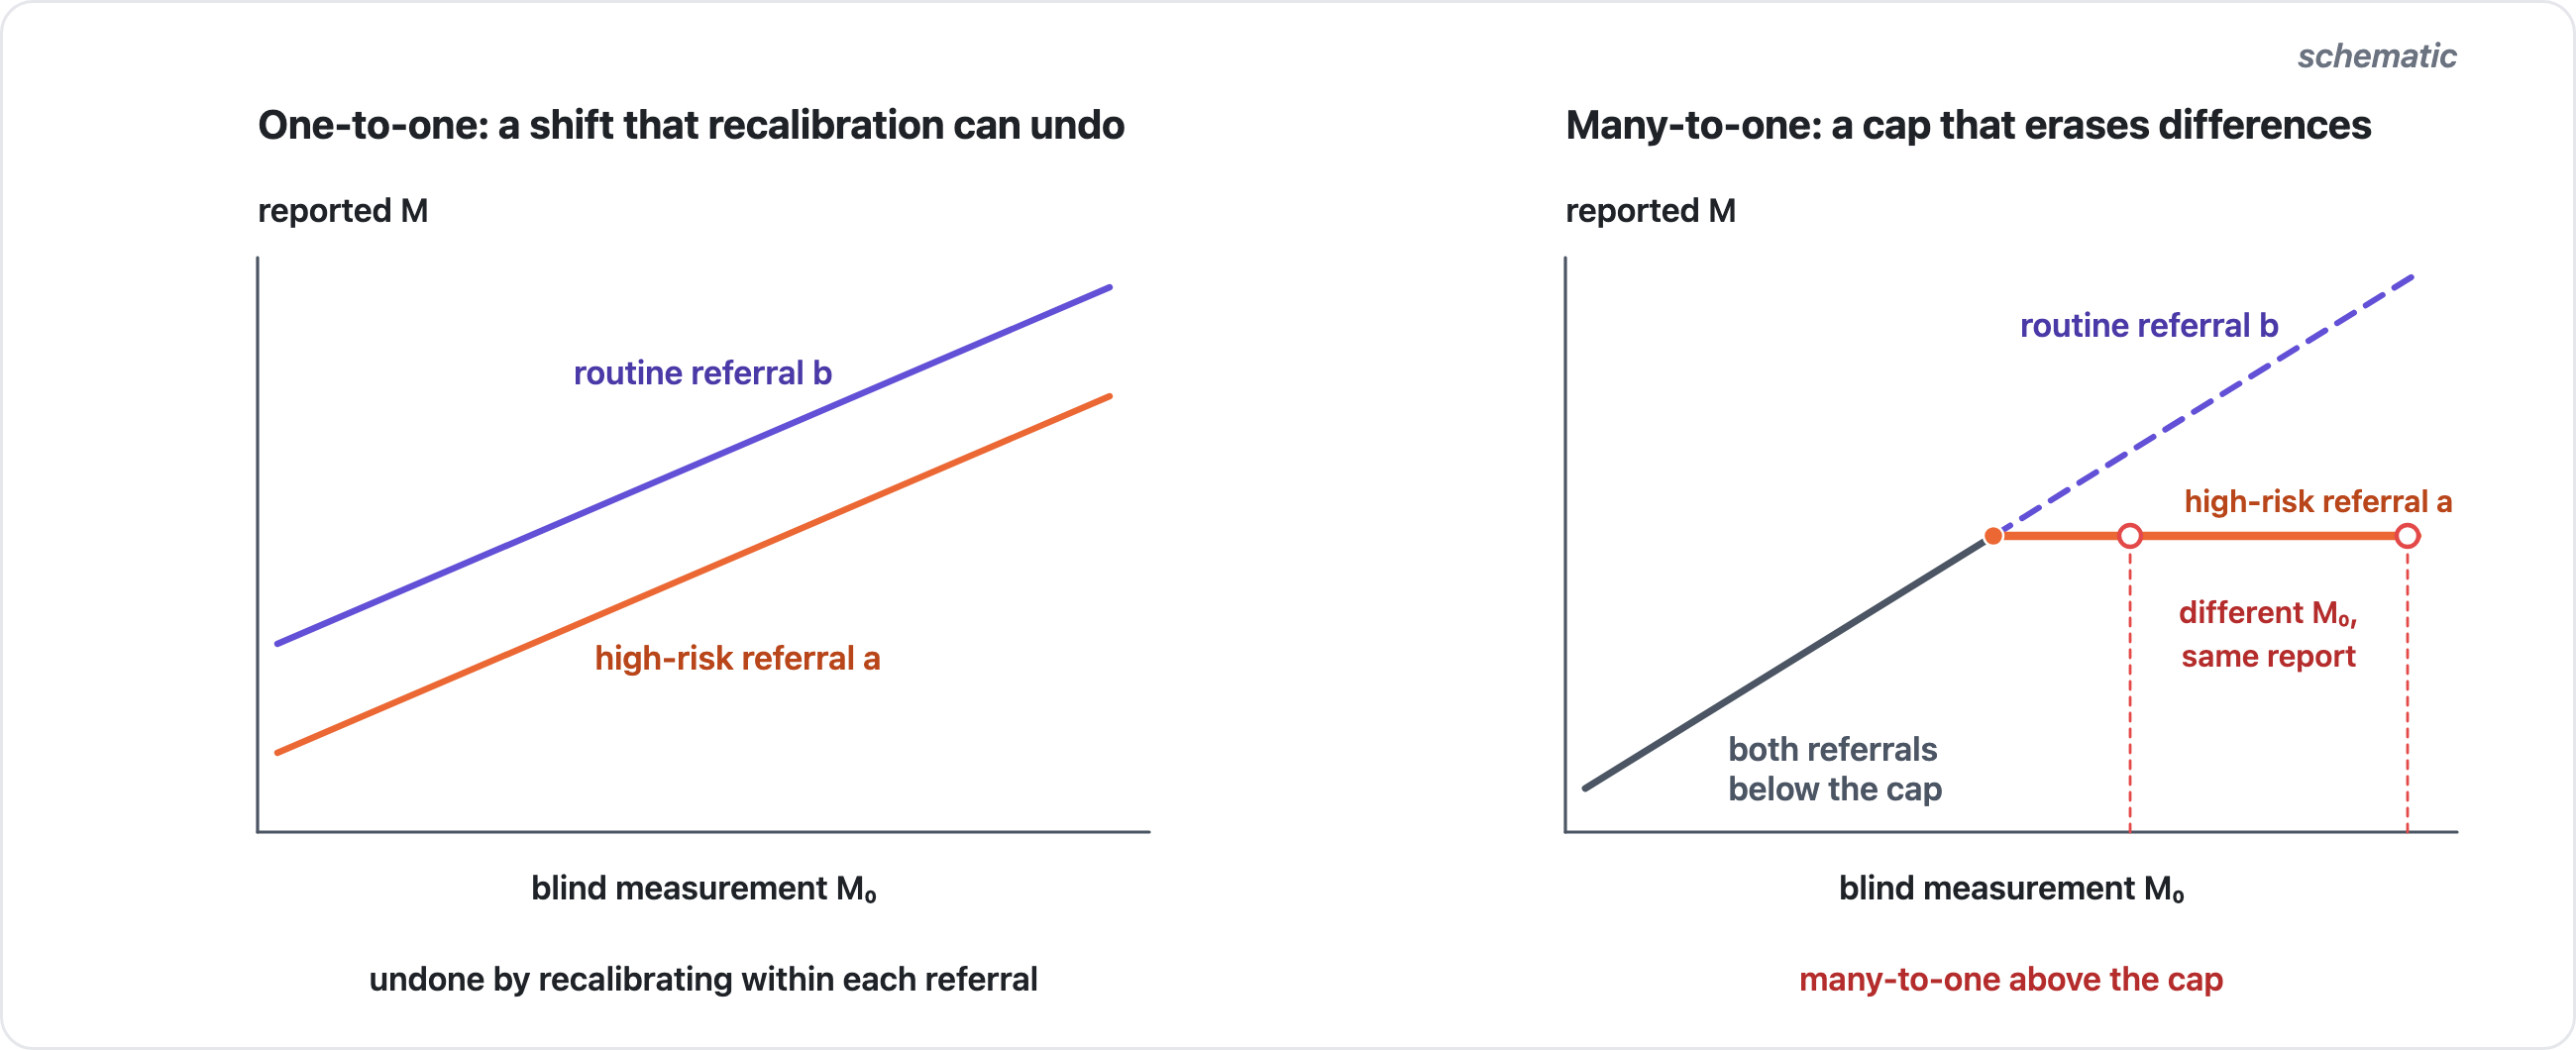 schematic
One-to-one: a shift that recalibration can undo
reported M
routine referral b
high-risk referral a
blind measurement M₀
undone by recalibrating within each referral
Many-to-one: a cap that erases differences
reported M
routine referral b
high-risk referral a
different M₀,
same report
both referrals
below the cap
blind measurement M₀
many-to-one above the cap